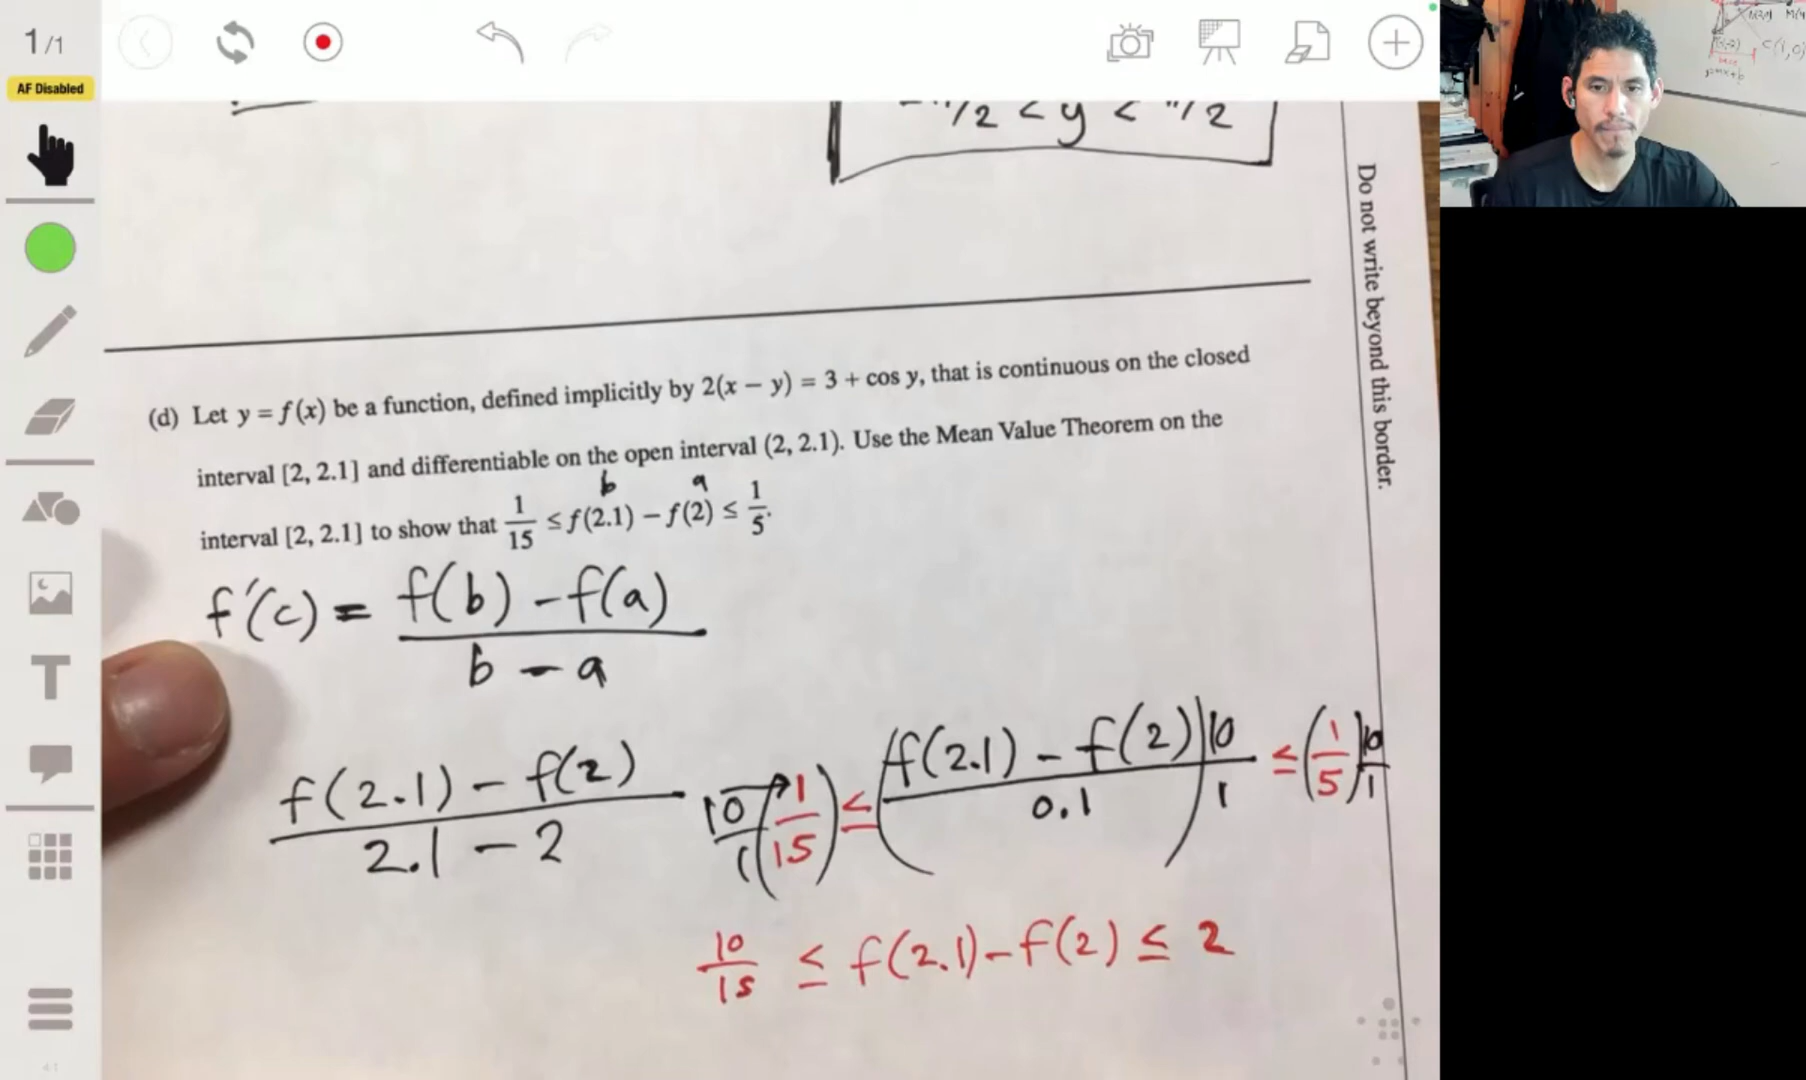 1/1
AF Disabled
- π/2 < y < π/2
Do not write beyond this border.
(d) Let y = f(x) be a function, defined implicitly by 2(x − y) = 3 + cos y, that is continuous on the closed
interval [2, 2.1] and differentiable on the open interval (2, 2.1). Use the Mean Value Theorem on the
b a
interval [2, 2.1] to show that 1/15 ≤ f(2.1) − f(2) ≤ 1/5.
f'(c) = f(b) - f(a) / b - a
f(2.1) - f(2) / 2.1 - 2
10/1 (1/15) ≤ (f(2.1) - f(2) / 0.1) 10/1 ≤ (1/5) 10/1
10/15 ≤ f(2.1) - f(2) ≤ 2
T
C(1,0)